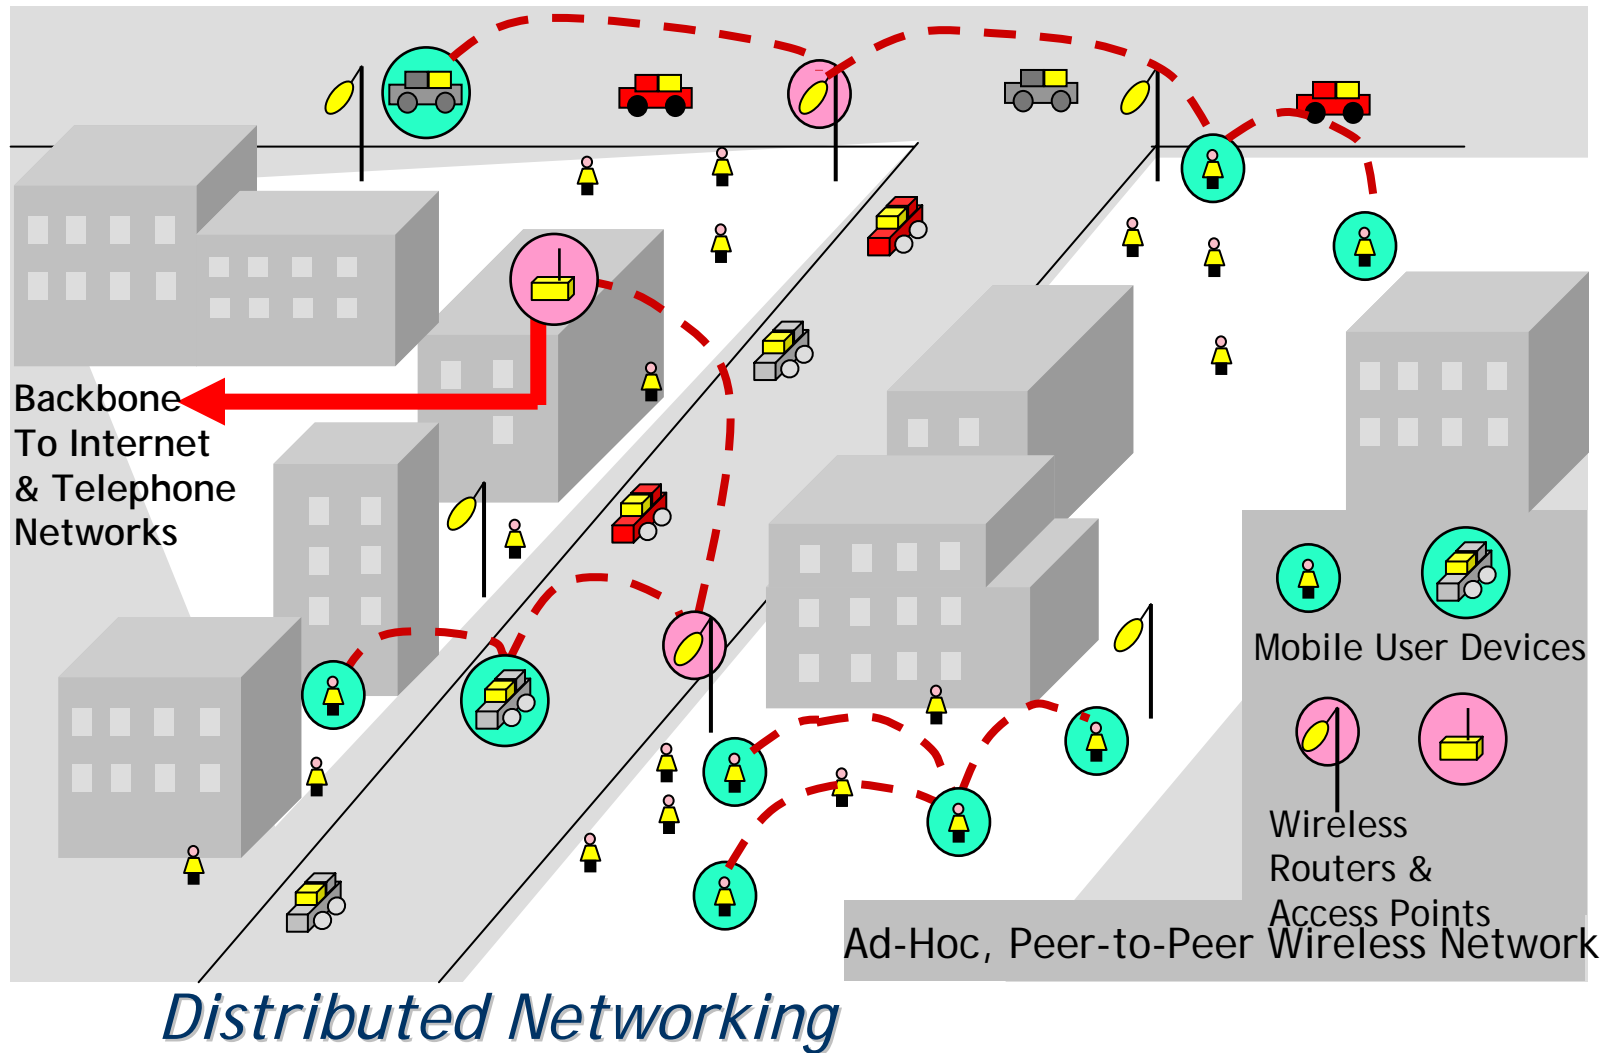 Backbone
To Internet
& Telephone
Networks
Mobile User Devices
Wireless
Routers &
Access Points
Ad-Hoc, Peer-to-Peer Wireless Network
Distributed Networking